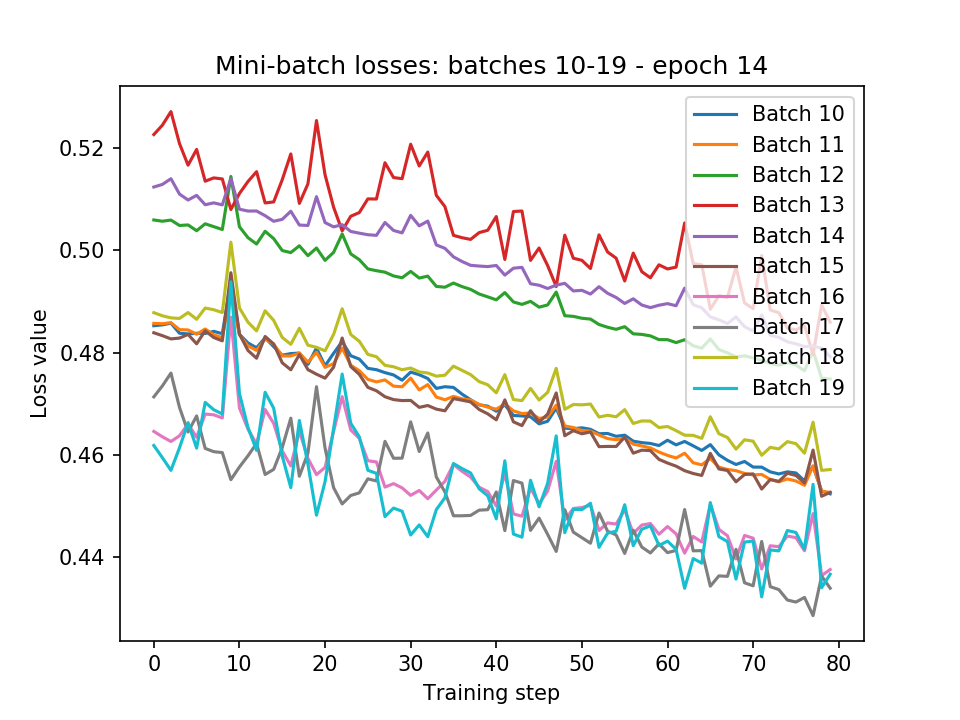 Mini-batch losses: batches 10-19 - epoch 14
Loss value
0.52
0.50
0.48
0.46
0.44
0
10
20
30
40
50
60
70
80
Training step
Batch 10
Batch 11
Batch 12
Batch 13
Batch 14
Batch 15
Batch 16
Batch 17
Batch 18
Batch 19